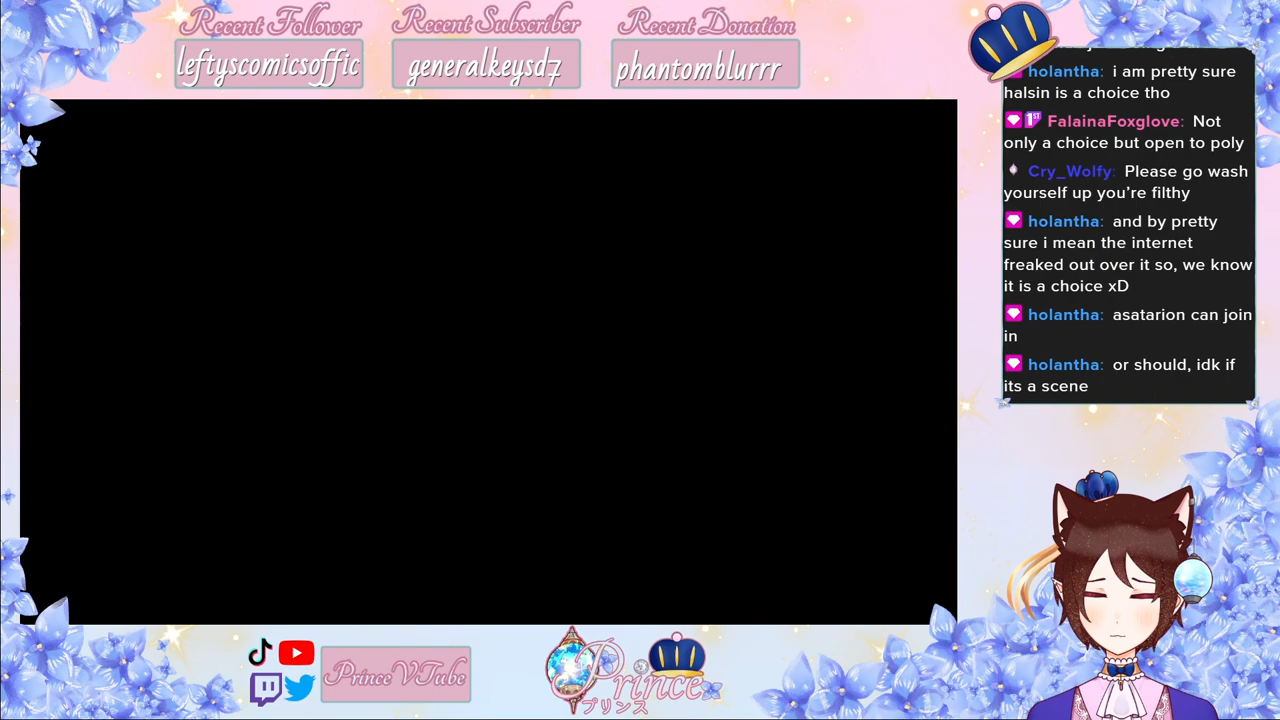 Recent Follower
Recent Subscriber
Recent Donation
leftyscomicsoffic
generalkeysd7
phantomblurrr
holantha: i am pretty sure
halsin is a choice tho
1ST FalainaFoxglove: Not
only a choice but open to poly
Cry_Wolfy: Please go wash
yourself up you’re filthy
holantha: and by pretty
sure i mean the internet
freaked out over it so, we know
it is a choice xD
holantha: asatarion can join
in
holantha: or should, idk if
its a scene
PrinceVTube
Prince
プリンス